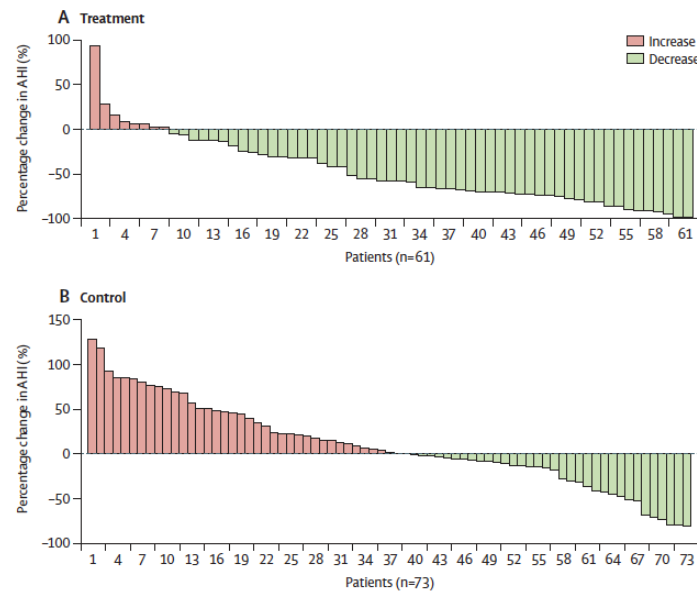 A Treatment
Increase
Decrease
Percentage change in AHI (%)
100
50
0
−50
−100
1 4 7 10 13 16 19 22 25 28 31 34 37 40 43 46 49 52 55 58 61
Patients (n=61)
B Control
Percentage change in AHI (%)
150
100
50
0
−50
−100
1 4 7 10 13 16 19 22 25 28 31 34 37 40 43 46 49 52 55 58 61 64 67 70 73
Patients (n=73)